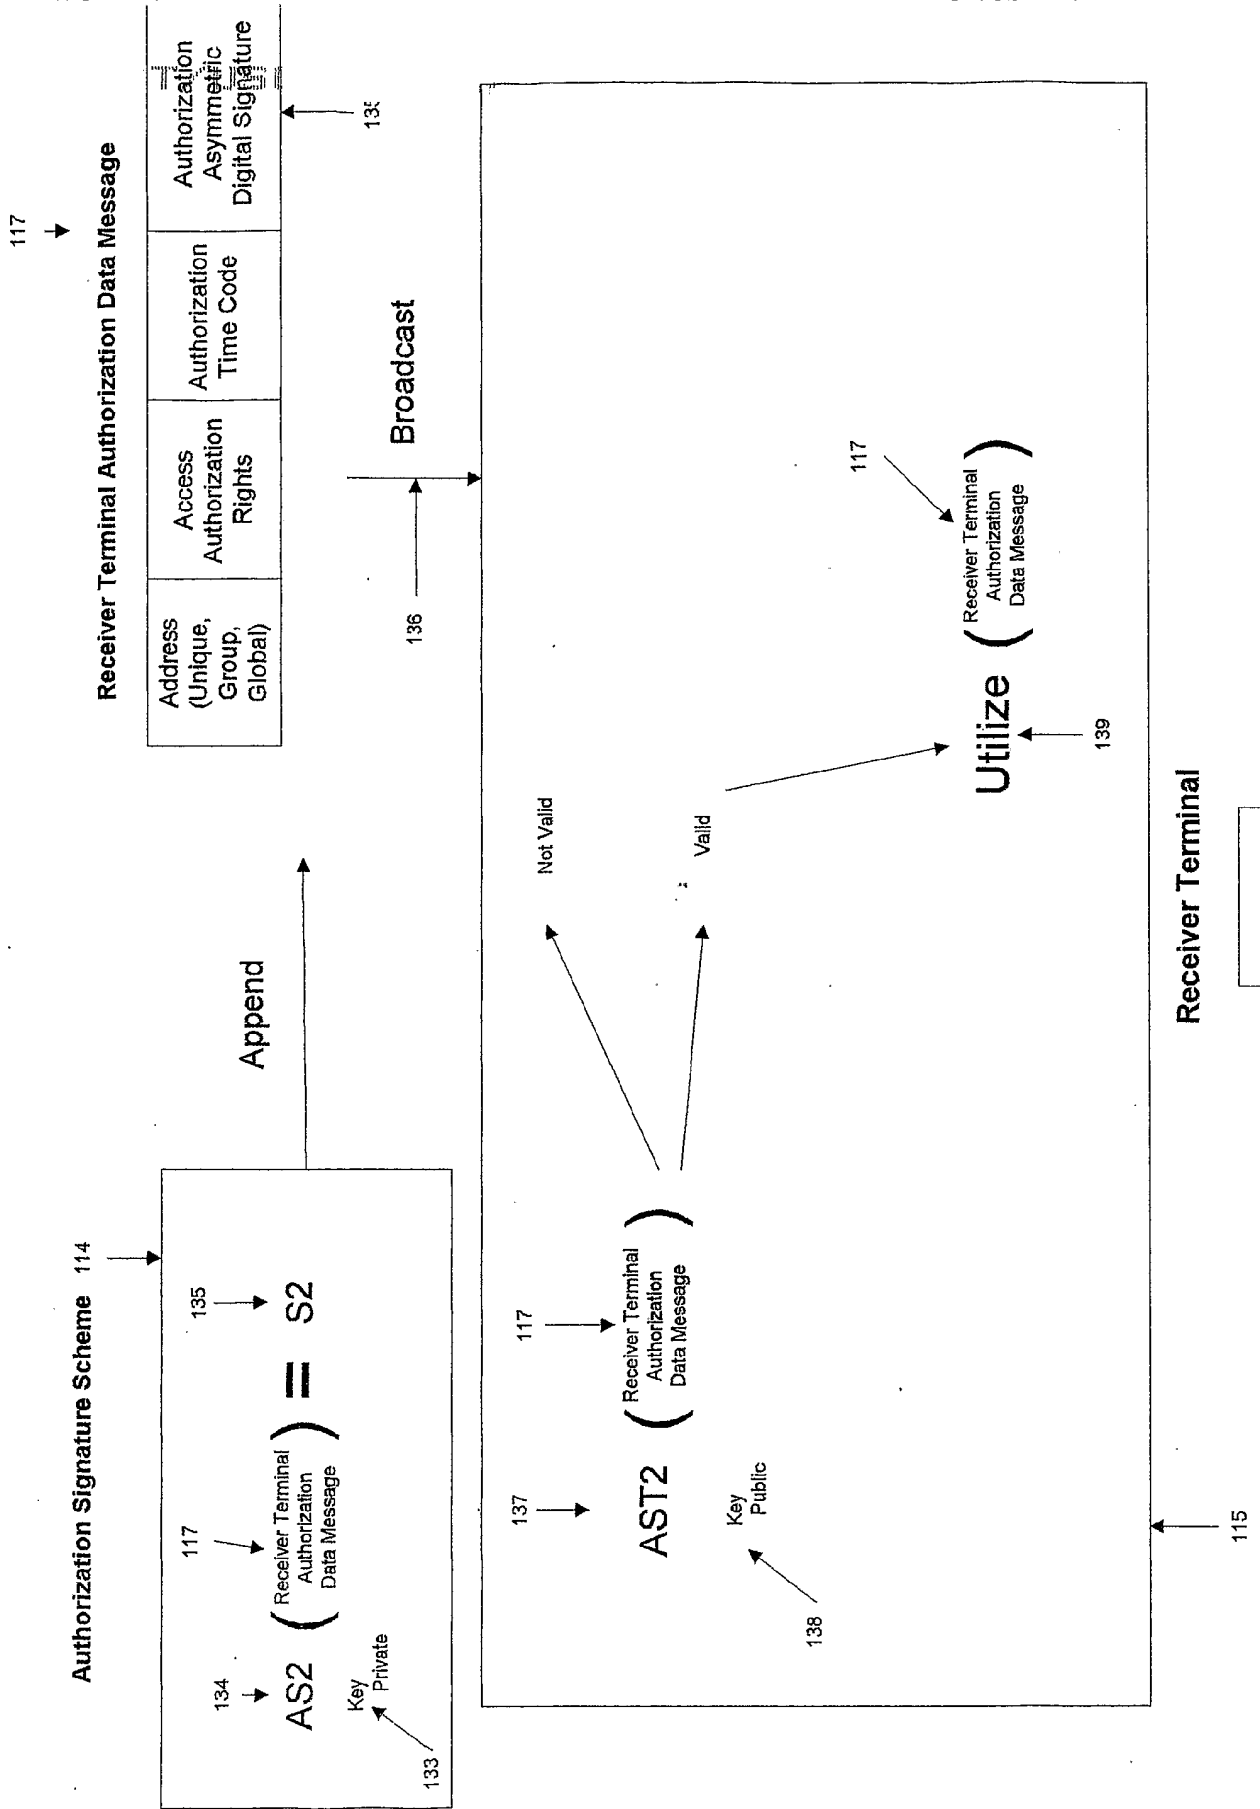 117
Receiver Terminal Authorization Data Message
Address
(Unique,
Group,
Global)
Access
Authorization
Rights
Authorization
Time Code
Authorization
Asymmetric
Digital Signature
Authorization Signature Scheme 114
134
AS2
Key
Private
133
117
(Receiver Terminal
Authorization
Data Message)
=
135
S2
Append
136
Broadcast
137
AST2
Key
Public
138
117
(Receiver Terminal
Authorization
Data Message)
Not Valid
Valid
Utilize
139
117
(Receiver Terminal
Authorization
Data Message)
115
Receiver Terminal